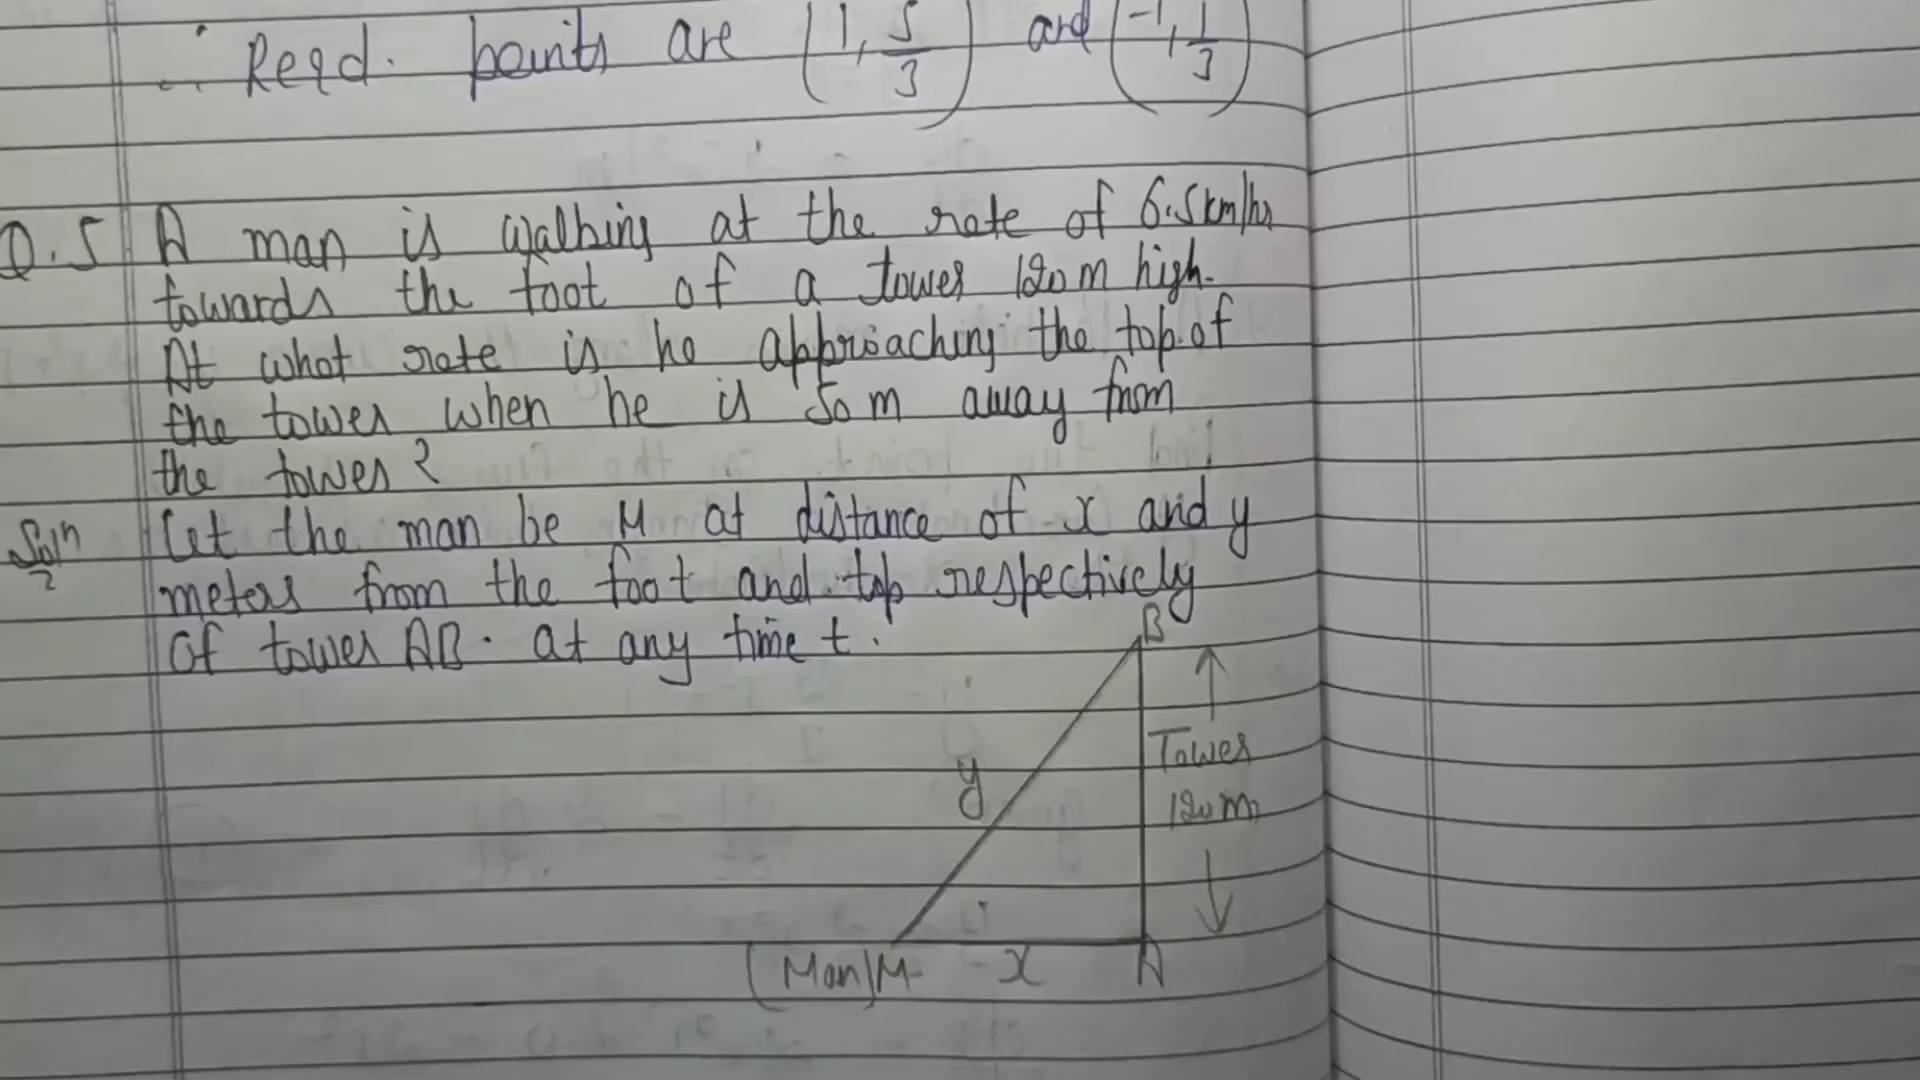 ∴ Reqd. points are (1, 5/3) and (-1, 1/3)
Q.5 A man is walking at the rate of 6.5km/hr
towards the foot of a tower 120m high.
At what rate is he approaching the top of
the tower when he is 50m away from
the tower?
Soln Let the man be M at distance of x and y
meters from the foot and top respectively
of tower AB. at any time t.
B
Tower
y
120m
(Man)M x A